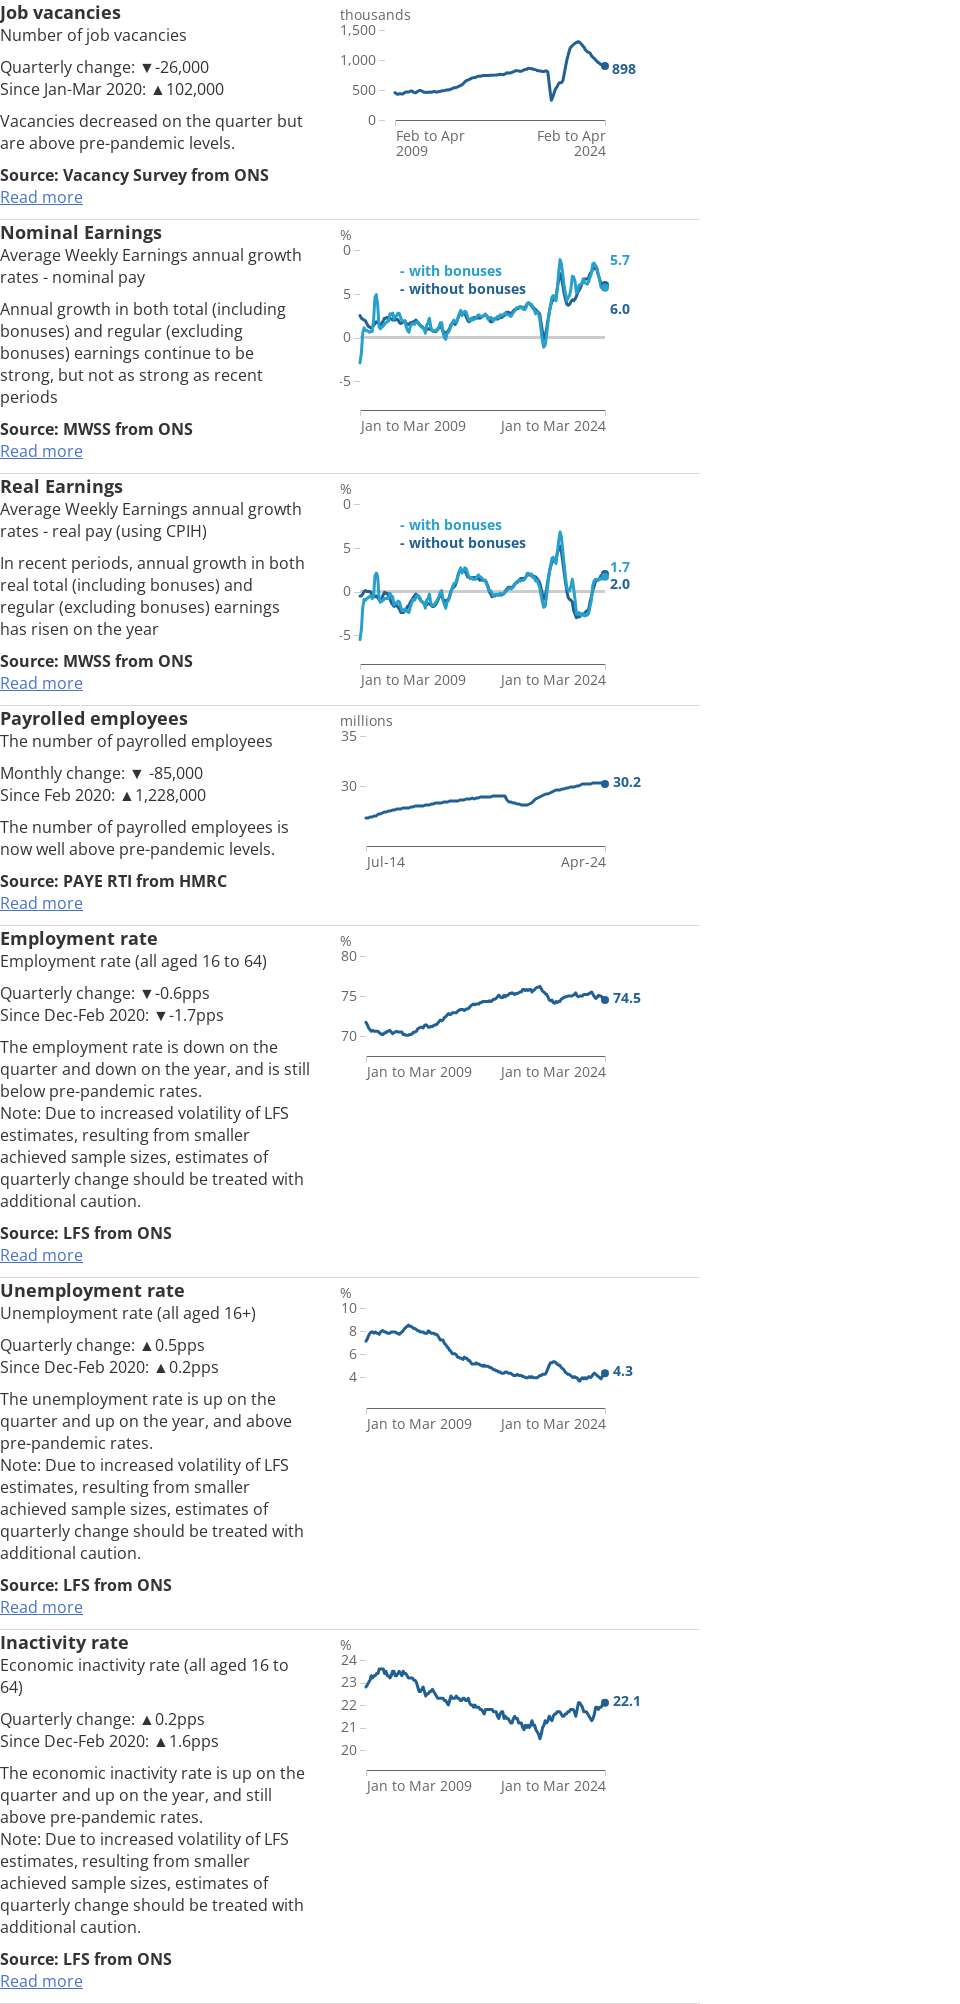 Job vacancies
Number of job vacancies
Quarterly change: ▼-26,000
Since Jan-Mar 2020: ▲102,000
Vacancies decreased on the quarter but
are above pre-pandemic levels.
Source: Vacancy Survey from ONS
Read more
thousands
1,500
1,000
500
0
898
Feb to Apr
2009
Feb to Apr
2024
Nominal Earnings
Average Weekly Earnings annual growth
rates - nominal pay
Annual growth in both total (including
bonuses) and regular (excluding
bonuses) earnings continue to be
strong, but not as strong as recent
periods
Source: MWSS from ONS
Read more
%
0
5
0
-5
- with bonuses
- without bonuses
5.7
6.0
Jan to Mar 2009
Jan to Mar 2024
Real Earnings
Average Weekly Earnings annual growth
rates - real pay (using CPIH)
In recent periods, annual growth in both
real total (including bonuses) and
regular (excluding bonuses) earnings
has risen on the year
Source: MWSS from ONS
Read more
%
0
5
0
-5
- with bonuses
- without bonuses
1.7
2.0
Jan to Mar 2009
Jan to Mar 2024
Payrolled employees
The number of payrolled employees
Monthly change: ▼ -85,000
Since Feb 2020: ▲1,228,000
The number of payrolled employees is
now well above pre-pandemic levels.
Source: PAYE RTI from HMRC
Read more
millions
35
30
30.2
Jul-14
Apr-24
Employment rate
Employment rate (all aged 16 to 64)
Quarterly change: ▼-0.6pps
Since Dec-Feb 2020: ▼-1.7pps
The employment rate is down on the
quarter and down on the year, and is still
below pre-pandemic rates.
Note: Due to increased volatility of LFS
estimates, resulting from smaller
achieved sample sizes, estimates of
quarterly change should be treated with
additional caution.
Source: LFS from ONS
Read more
%
80
75
70
74.5
Jan to Mar 2009
Jan to Mar 2024
Unemployment rate
Unemployment rate (all aged 16+)
Quarterly change: ▲0.5pps
Since Dec-Feb 2020: ▲0.2pps
The unemployment rate is up on the
quarter and up on the year, and above
pre-pandemic rates.
Note: Due to increased volatility of LFS
estimates, resulting from smaller
achieved sample sizes, estimates of
quarterly change should be treated with
additional caution.
Source: LFS from ONS
Read more
%
10
8
6
4
4.3
Jan to Mar 2009
Jan to Mar 2024
Inactivity rate
Economic inactivity rate (all aged 16 to
64)
Quarterly change: ▲0.2pps
Since Dec-Feb 2020: ▲1.6pps
The economic inactivity rate is up on the
quarter and up on the year, and still
above pre-pandemic rates.
Note: Due to increased volatility of LFS
estimates, resulting from smaller
achieved sample sizes, estimates of
quarterly change should be treated with
additional caution.
Source: LFS from ONS
Read more
%
24
23
22
21
20
22.1
Jan to Mar 2009
Jan to Mar 2024